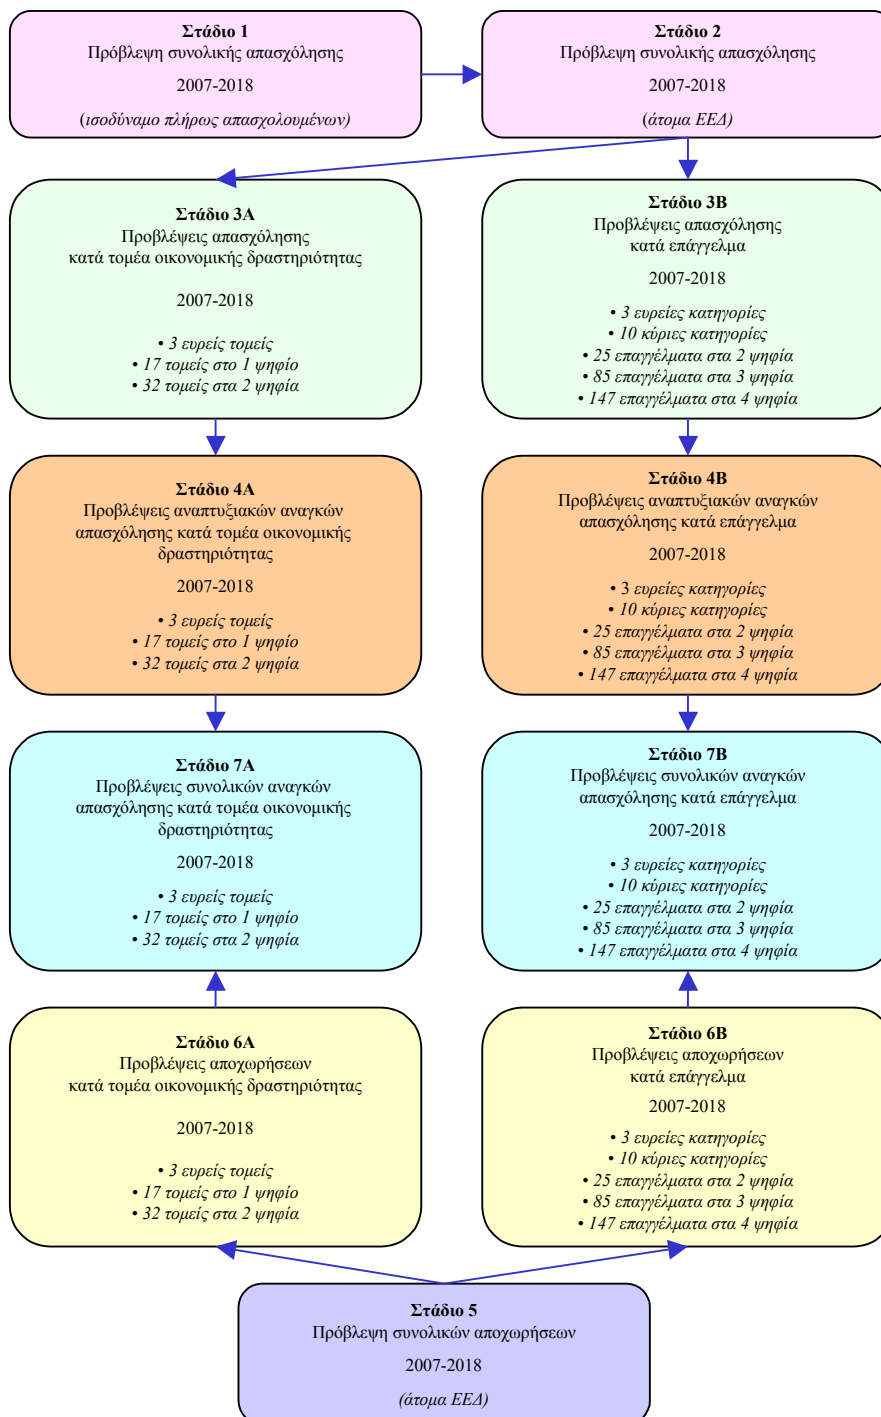 Στάδιο 1
Πρόβλεψη συνολικής απασχόλησης
2007-2018
(ισοδύναμο πλήρως απασχολουμένων)
Στάδιο 2
Πρόβλεψη συνολικής απασχόλησης
2007-2018
(άτομα ΕΕΔ)
Στάδιο 3Α
Προβλέψεις απασχόλησης
κατά τομέα οικονομικής δραστηριότητας
2007-2018
• 3 ευρείς τομείς
• 17 τομείς στο 1 ψηφίο
• 32 τομείς στα 2 ψηφία
Στάδιο 3Β
Προβλέψεις απασχόλησης
κατά επάγγελμα
2007-2018
• 3 ευρείες κατηγορίες
• 10 κύριες κατηγορίες
• 25 επαγγέλματα στα 2 ψηφία
• 85 επαγγέλματα στα 3 ψηφία
• 147 επαγγέλματα στα 4 ψηφία
Στάδιο 4Α
Προβλέψεις αναπτυξιακών αναγκών
απασχόλησης κατά τομέα οικονομικής
δραστηριότητας
2007-2018
• 3 ευρείς τομείς
• 17 τομείς στο 1 ψηφίο
• 32 τομείς στα 2 ψηφία
Στάδιο 4Β
Προβλέψεις αναπτυξιακών αναγκών
απασχόλησης κατά επάγγελμα
2007-2018
• 3 ευρείες κατηγορίες
• 10 κύριες κατηγορίες
• 25 επαγγέλματα στα 2 ψηφία
• 85 επαγγέλματα στα 3 ψηφία
• 147 επαγγέλματα στα 4 ψηφία
Στάδιο 7Α
Προβλέψεις συνολικών αναγκών
απασχόλησης κατά τομέα οικονομικής
δραστηριότητας
2007-2018
• 3 ευρείς τομείς
• 17 τομείς στο 1 ψηφίο
• 32 τομείς στα 2 ψηφία
Στάδιο 7Β
Προβλέψεις συνολικών αναγκών
απασχόλησης κατά επάγγελμα
2007-2018
• 3 ευρείες κατηγορίες
• 10 κύριες κατηγορίες
• 25 επαγγέλματα στα 2 ψηφία
• 85 επαγγέλματα στα 3 ψηφία
• 147 επαγγέλματα στα 4 ψηφία
Στάδιο 6Α
Προβλέψεις αποχωρήσεων
κατά τομέα οικονομικής δραστηριότητας
2007-2018
• 3 ευρείς τομείς
• 17 τομείς στο 1 ψηφίο
• 32 τομείς στα 2 ψηφία
Στάδιο 6Β
Προβλέψεις αποχωρήσεων
κατά επάγγελμα
2007-2018
• 3 ευρείες κατηγορίες
• 10 κύριες κατηγορίες
• 25 επαγγέλματα στα 2 ψηφία
• 85 επαγγέλματα στα 3 ψηφία
• 147 επαγγέλματα στα 4 ψηφία
Στάδιο 5
Πρόβλεψη συνολικών αποχωρήσεων
2007-2018
(άτομα ΕΕΔ)